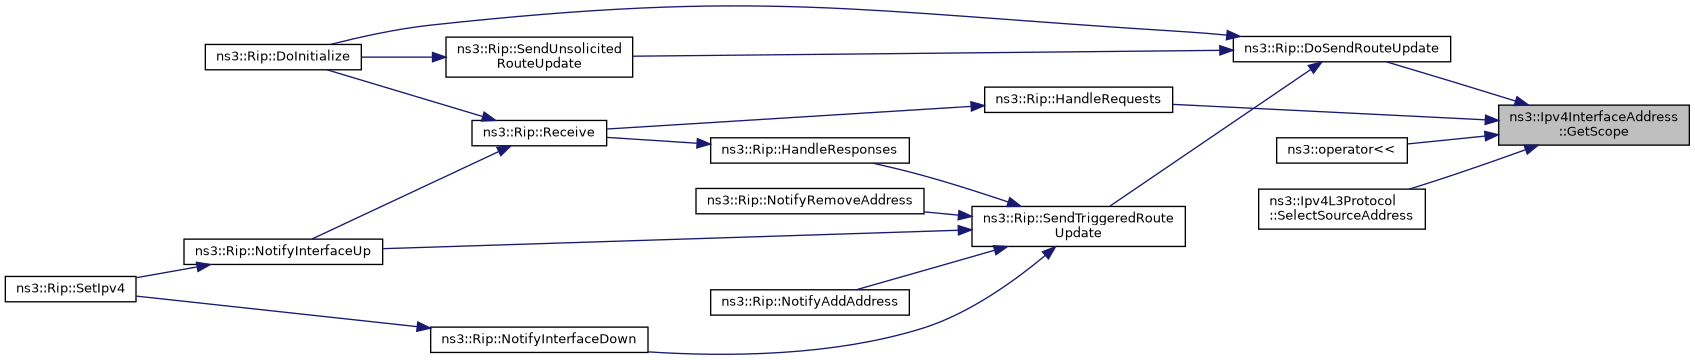 ns3::Rip::DoInitialize
ns3::Rip::SendUnsolicited
RouteUpdate
ns3::Rip::DoSendRouteUpdate
ns3::Rip::HandleRequests
ns3::Ipv4InterfaceAddress
::GetScope
ns3::Rip::Receive
ns3::Rip::HandleResponses
ns3::operator<<
ns3::Rip::NotifyRemoveAddress
ns3::Ipv4L3Protocol
::SelectSourceAddress
ns3::Rip::SendTriggeredRoute
Update
ns3::Rip::NotifyInterfaceUp
ns3::Rip::SetIpv4
ns3::Rip::NotifyAddAddress
ns3::Rip::NotifyInterfaceDown